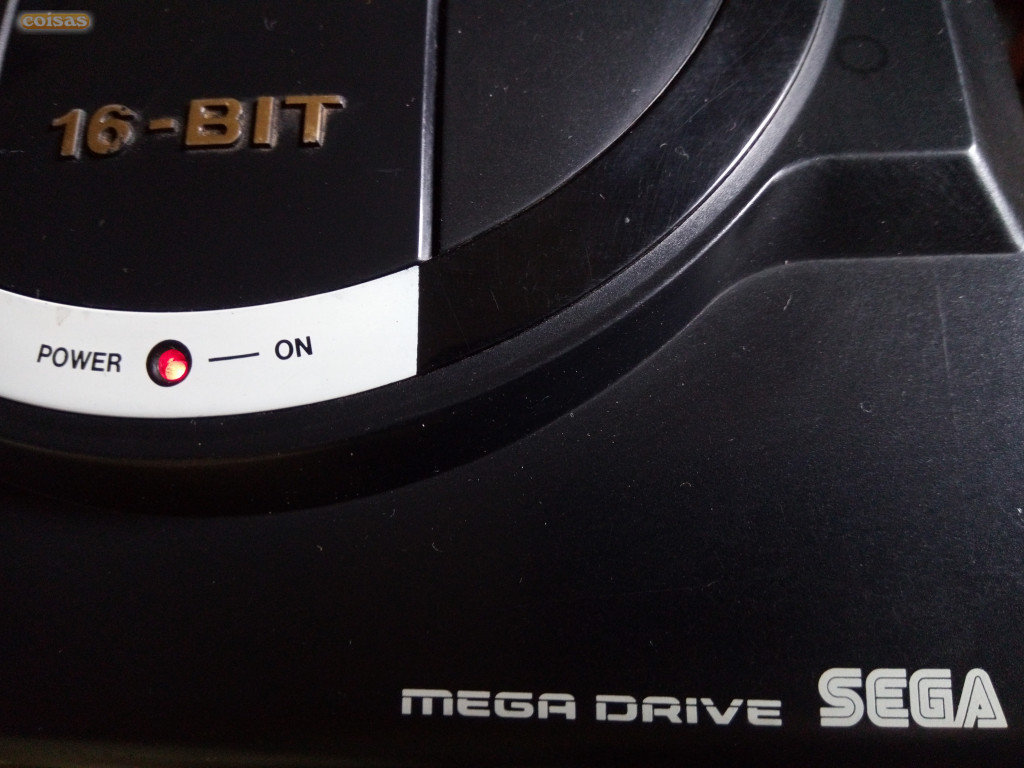 coisas
16-BIT
POWER — ON
MEGA DRIVE SEGA